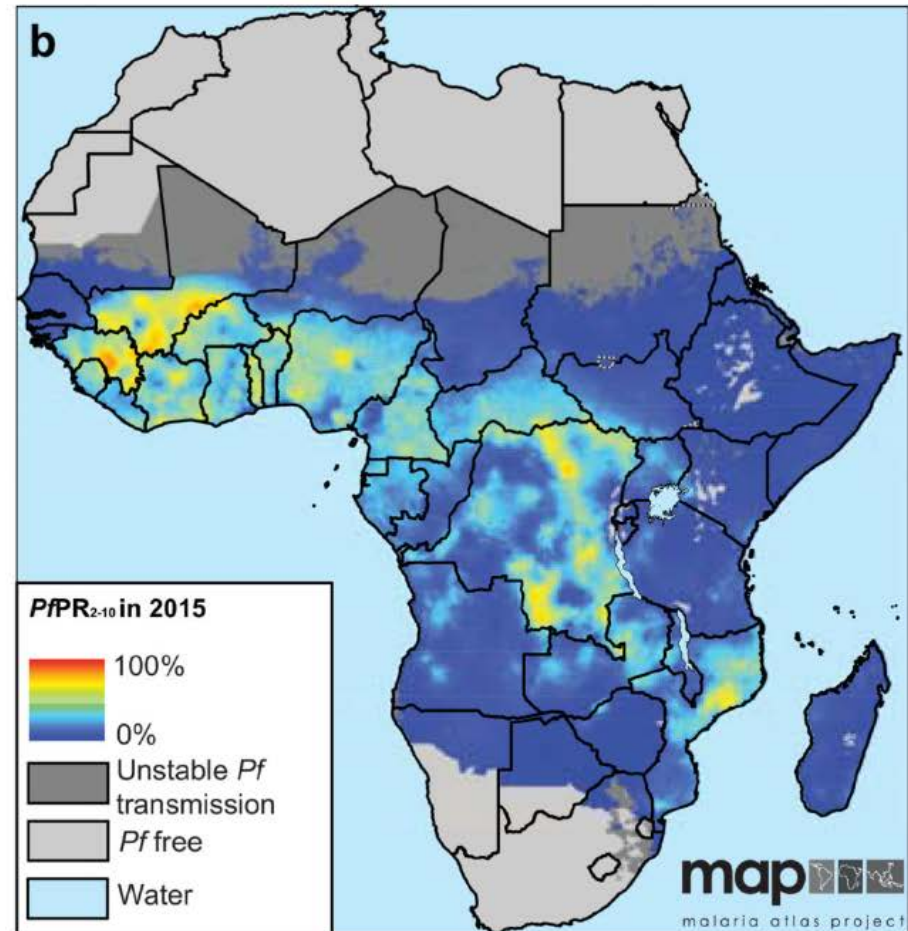 b
PfPR2-10 in 2015
100%
0%
Unstable Pf
transmission
Pf free
Water
map
malaria atlas project